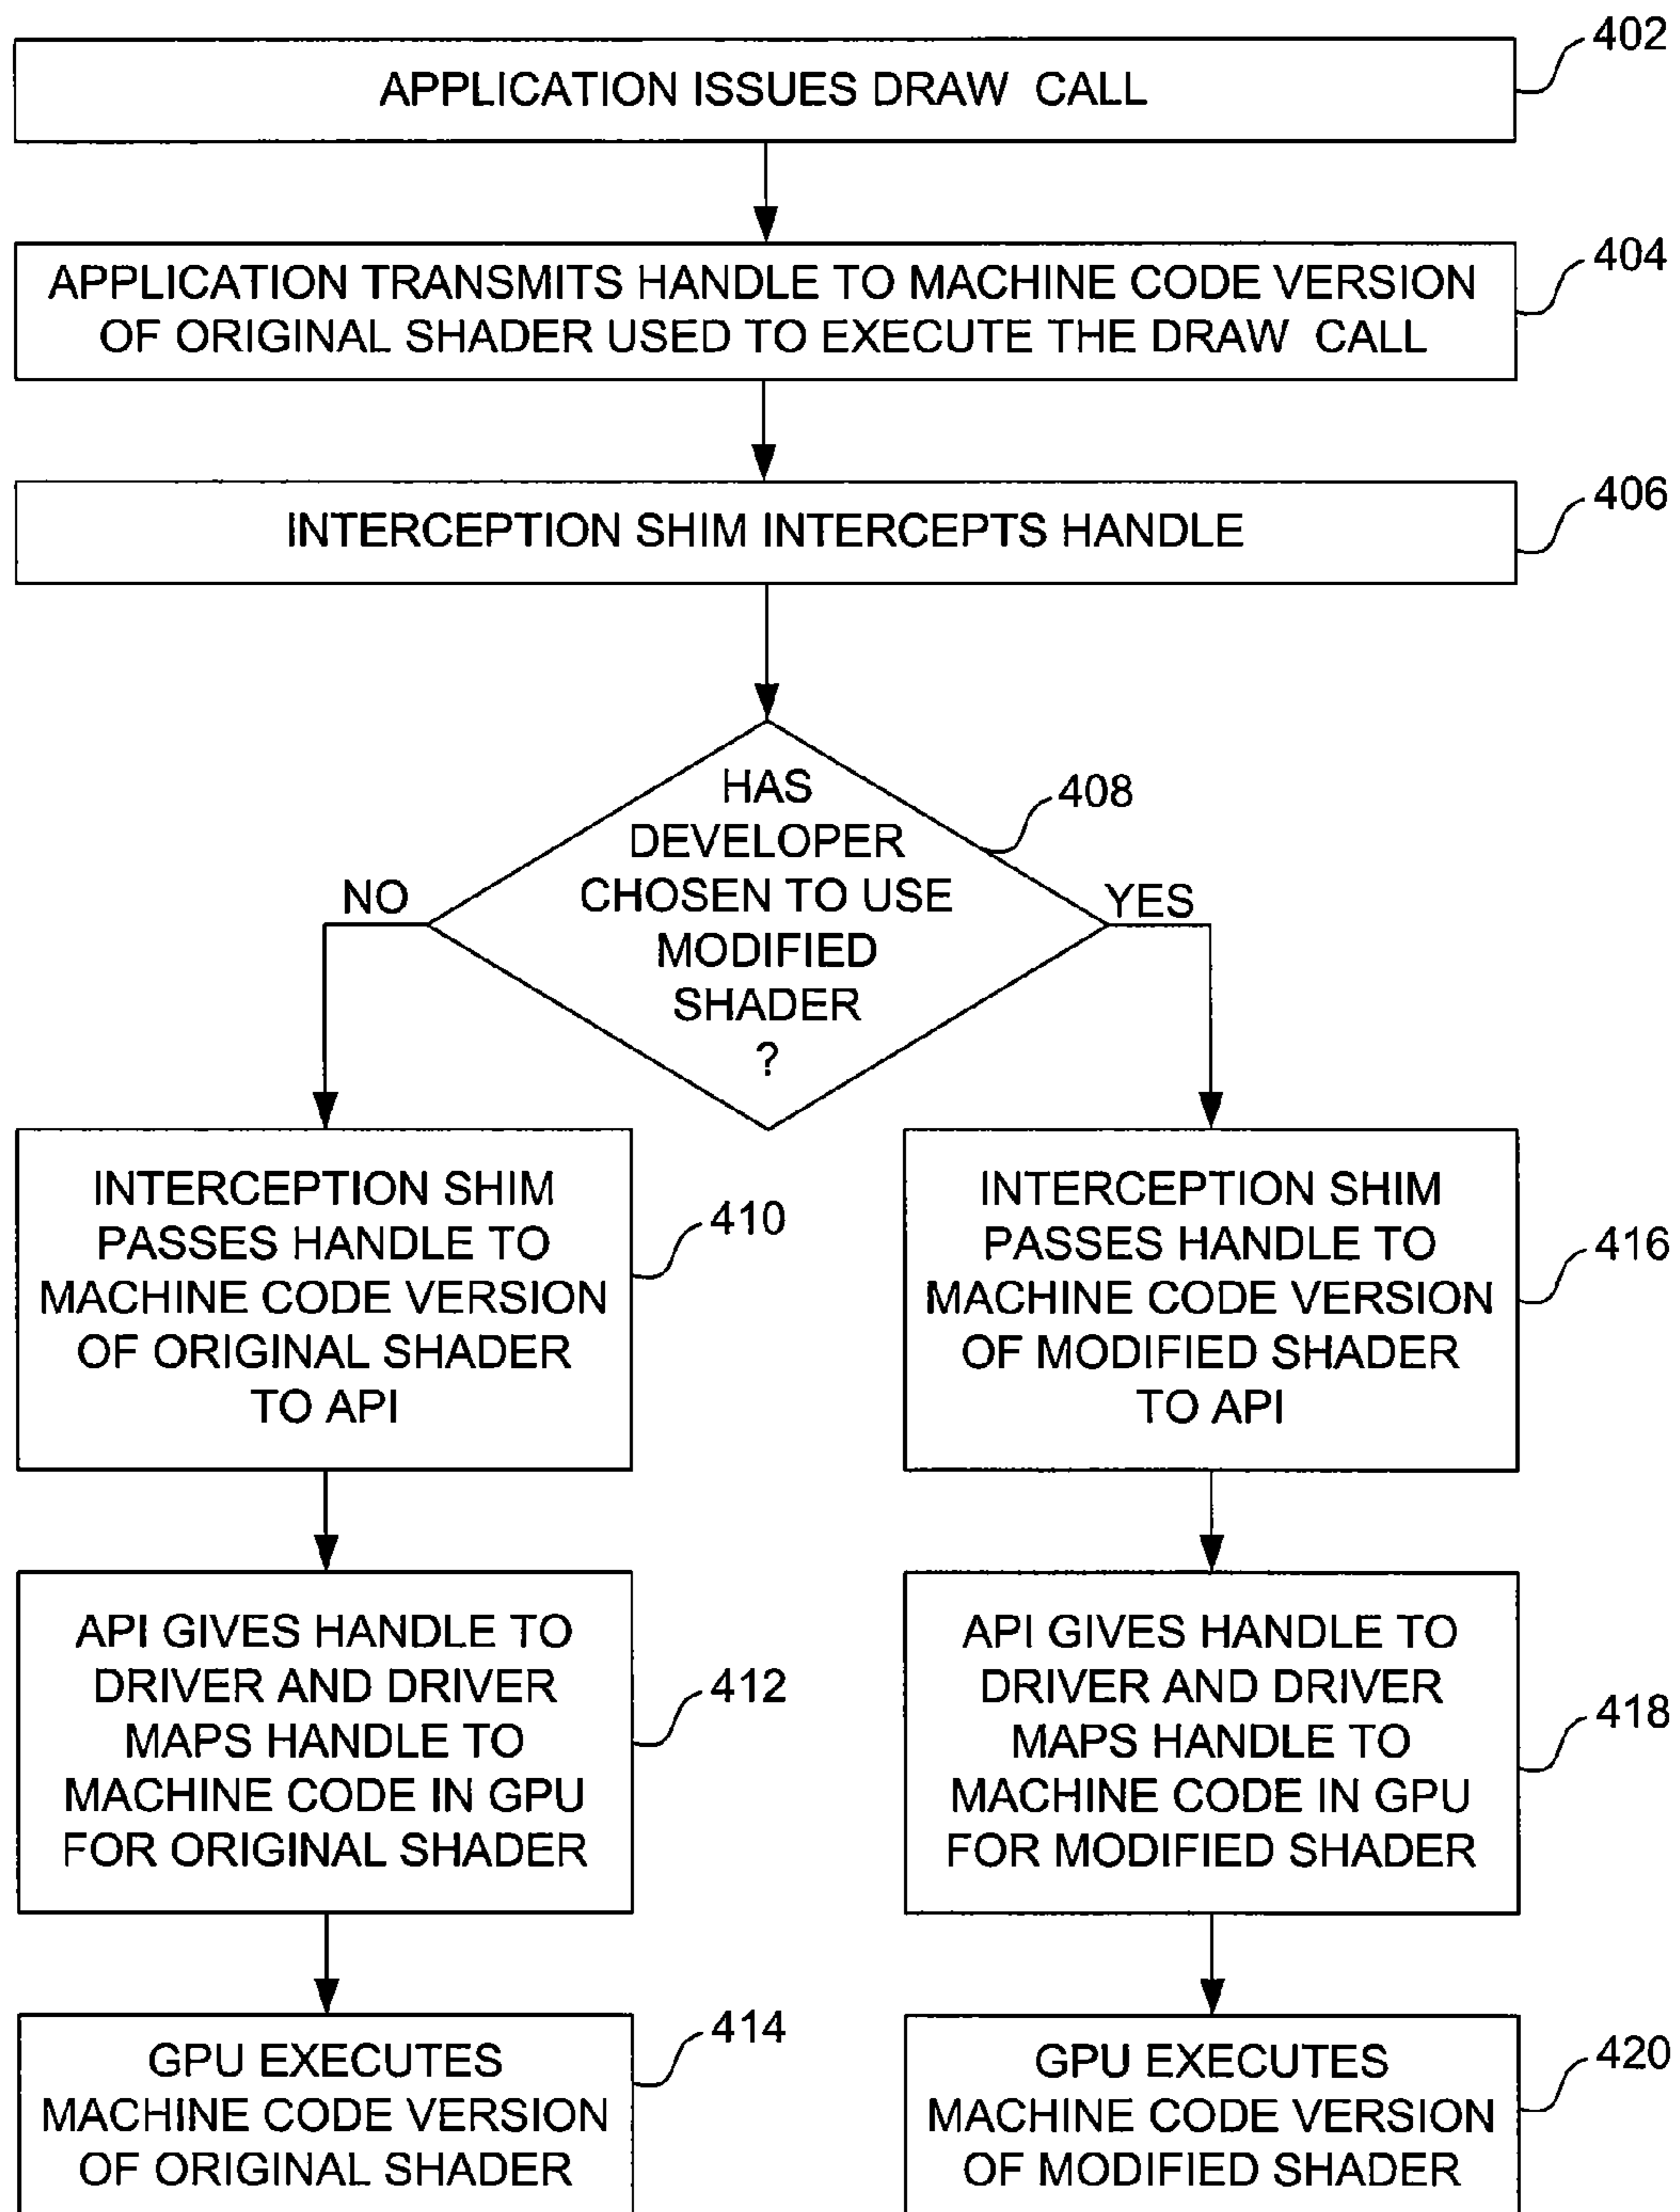 402
APPLICATION ISSUES DRAW CALL
404
APPLICATION TRANSMITS HANDLE TO MACHINE CODE VERSION
OF ORIGINAL SHADER USED TO EXECUTE THE DRAW CALL
406
INTERCEPTION SHIM INTERCEPTS HANDLE
408
HAS
DEVELOPER
CHOSEN TO USE
MODIFIED
SHADER
?
NO
YES
INTERCEPTION SHIM
PASSES HANDLE TO
MACHINE CODE VERSION
OF ORIGINAL SHADER
TO API
410
INTERCEPTION SHIM
PASSES HANDLE TO
MACHINE CODE VERSION
OF MODIFIED SHADER
TO API
416
API GIVES HANDLE TO
DRIVER AND DRIVER
MAPS HANDLE TO
MACHINE CODE IN GPU
FOR ORIGINAL SHADER
412
API GIVES HANDLE TO
DRIVER AND DRIVER
MAPS HANDLE TO
MACHINE CODE IN GPU
FOR MODIFIED SHADER
418
GPU EXECUTES
MACHINE CODE VERSION
OF ORIGINAL SHADER
414
GPU EXECUTES
MACHINE CODE VERSION
OF MODIFIED SHADER
420